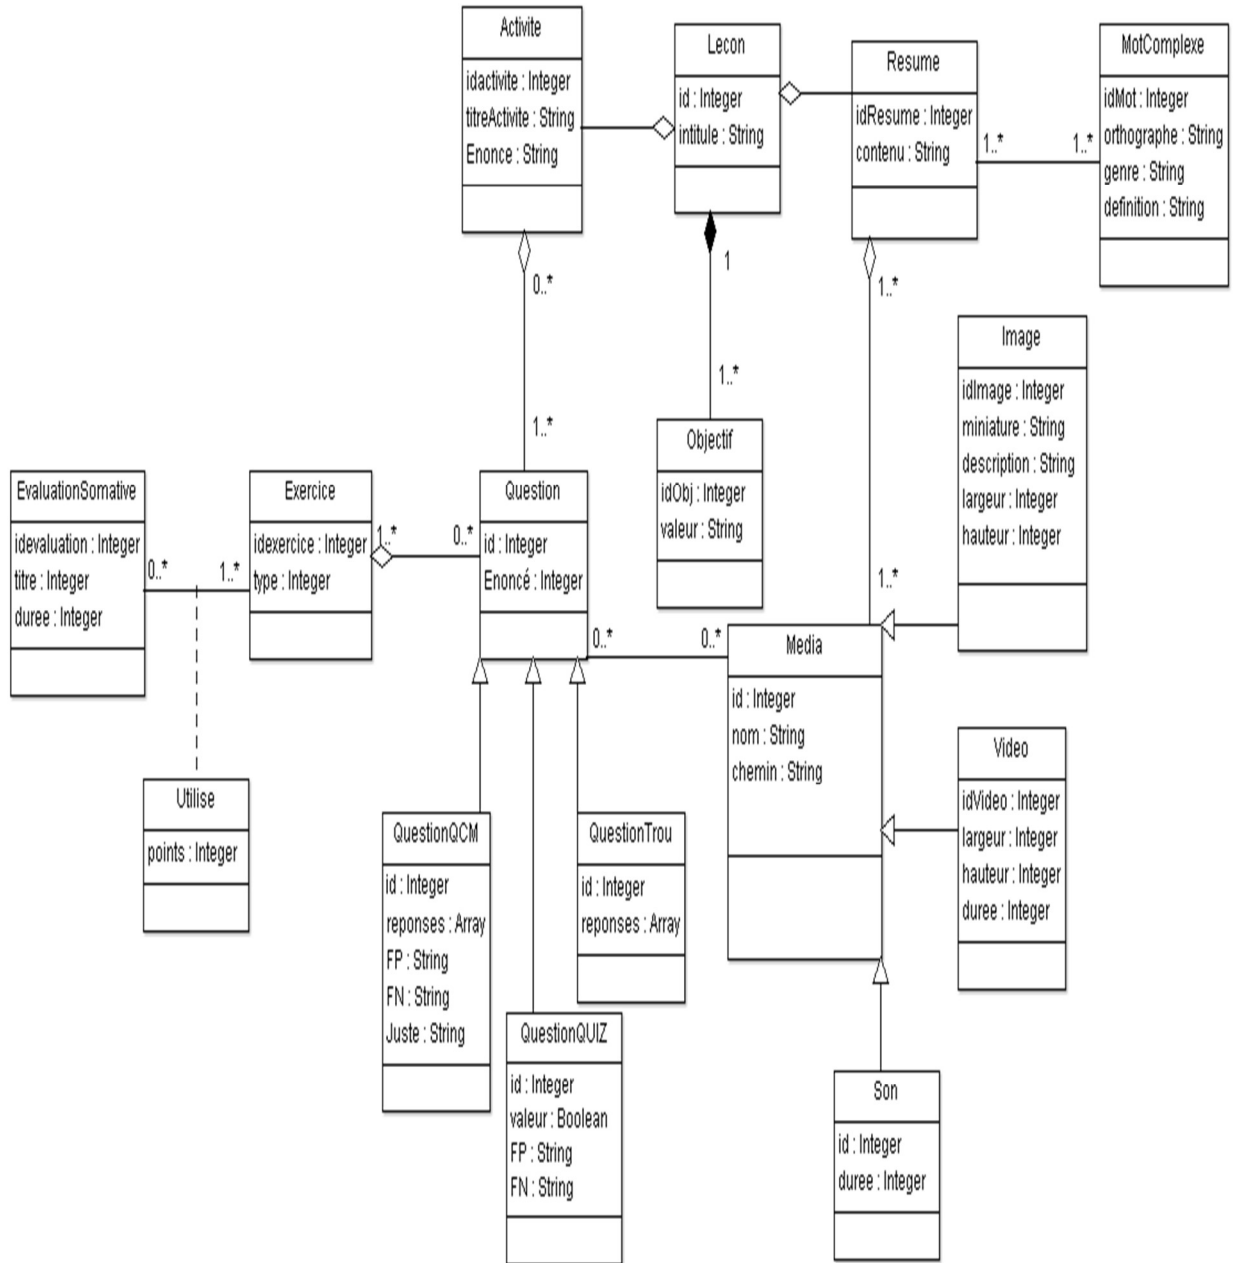 Activite
idactivite : Integer
titreActivite : String
Enonce : String
Lecon
id : Integer
intitule : String
Resume
idResume : Integer
contenu : String
MotComplexe
idMot : Integer
orthographe : String
genre : String
definition : String
1..*
1..*
0..*
1
1..*
1..*
1..*
1..*
Image
idImage : Integer
miniature : String
description : String
largeur : Integer
hauteur : Integer
Objectif
idObj : Integer
valeur : String
EvaluationSomative
idevaluation : Integer
titre : Integer
duree : Integer
0..*
1..*
Exercice
idexercice : Integer
type : Integer
1..*
0..*
Question
id : Integer
Enoncé : Integer
0..*
0..*
Media
id : Integer
nom : String
chemin : String
Video
idVideo : Integer
largeur : Integer
hauteur : Integer
duree : Integer
Utilise
points : Integer
QuestionQCM
id : Integer
reponses : Array
FP : String
FN : String
Juste : String
QuestionTrou
id : Integer
reponses : Array
QuestionQUIZ
id : Integer
valeur : Boolean
FP : String
FN : String
Son
id : Integer
duree : Integer